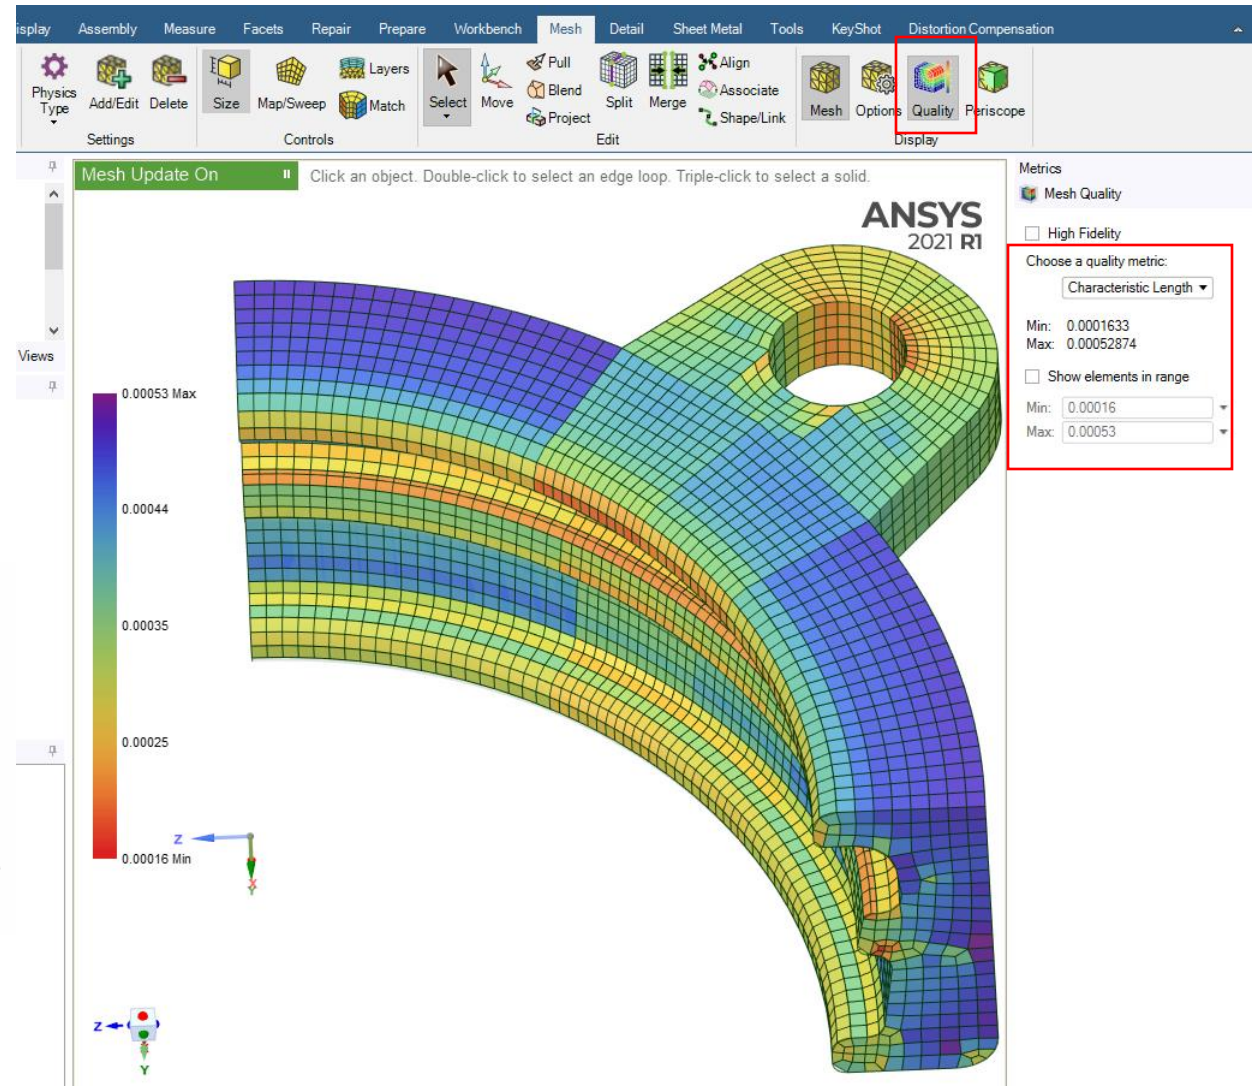 isplay Assembly Measure Facets Repair Prepare Workbench Mesh Detail Sheet Metal Tools KeyShot Distortion Compensation
Physics Type
Add/Edit
Delete
Settings
Size
Map/Sweep
Layers
Match
Controls
Select
Move
Pull
Blend
Project
Split
Merge
Align
Associate
Shape/Link
Edit
Mesh
Options
Quality
Periscope
Display
Mesh Update On
Click an object. Double-click to select an edge loop. Triple-click to select a solid.
ANSYS
2021 R1
Views
0.00053 Max
0.00044
0.00035
0.00025
0.00016 Min
Z
X
Y
Z
Y
Metrics
Mesh Quality
High Fidelity
Choose a quality metric:
Characteristic Length
Min: 0.0001633
Max: 0.00052874
Show elements in range
Min: 0.00016
Max: 0.00053